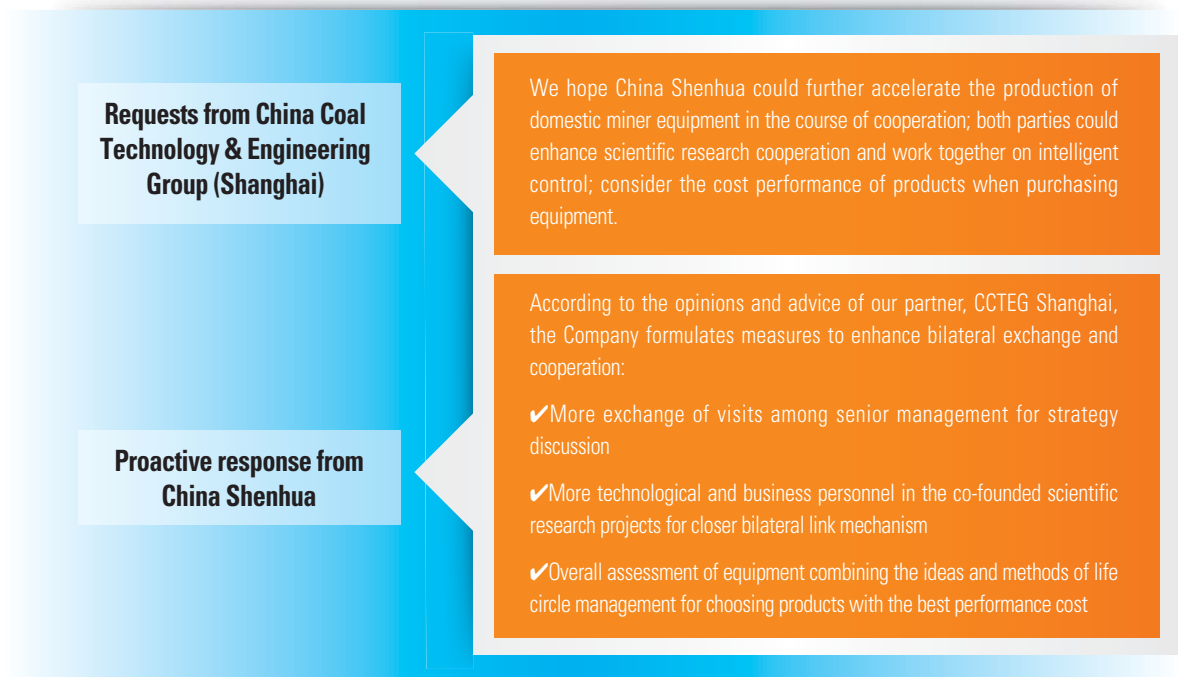 Requests from China Coal
Technology & Engineering
Group (Shanghai)
We hope China Shenhua could further accelerate the production of
domestic miner equipment in the course of cooperation; both parties could
enhance scientific research cooperation and work together on intelligent
control; consider the cost performance of products when purchasing
equipment.
Proactive response from
China Shenhua
According to the opinions and advice of our partner, CCTEG Shanghai,
the Company formulates measures to enhance bilateral exchange and
cooperation:
✔More exchange of visits among senior management for strategy
discussion
✔More technological and business personnel in the co-founded scientific
research projects for closer bilateral link mechanism
✔Overall assessment of equipment combining the ideas and methods of life
circle management for choosing products with the best performance cost